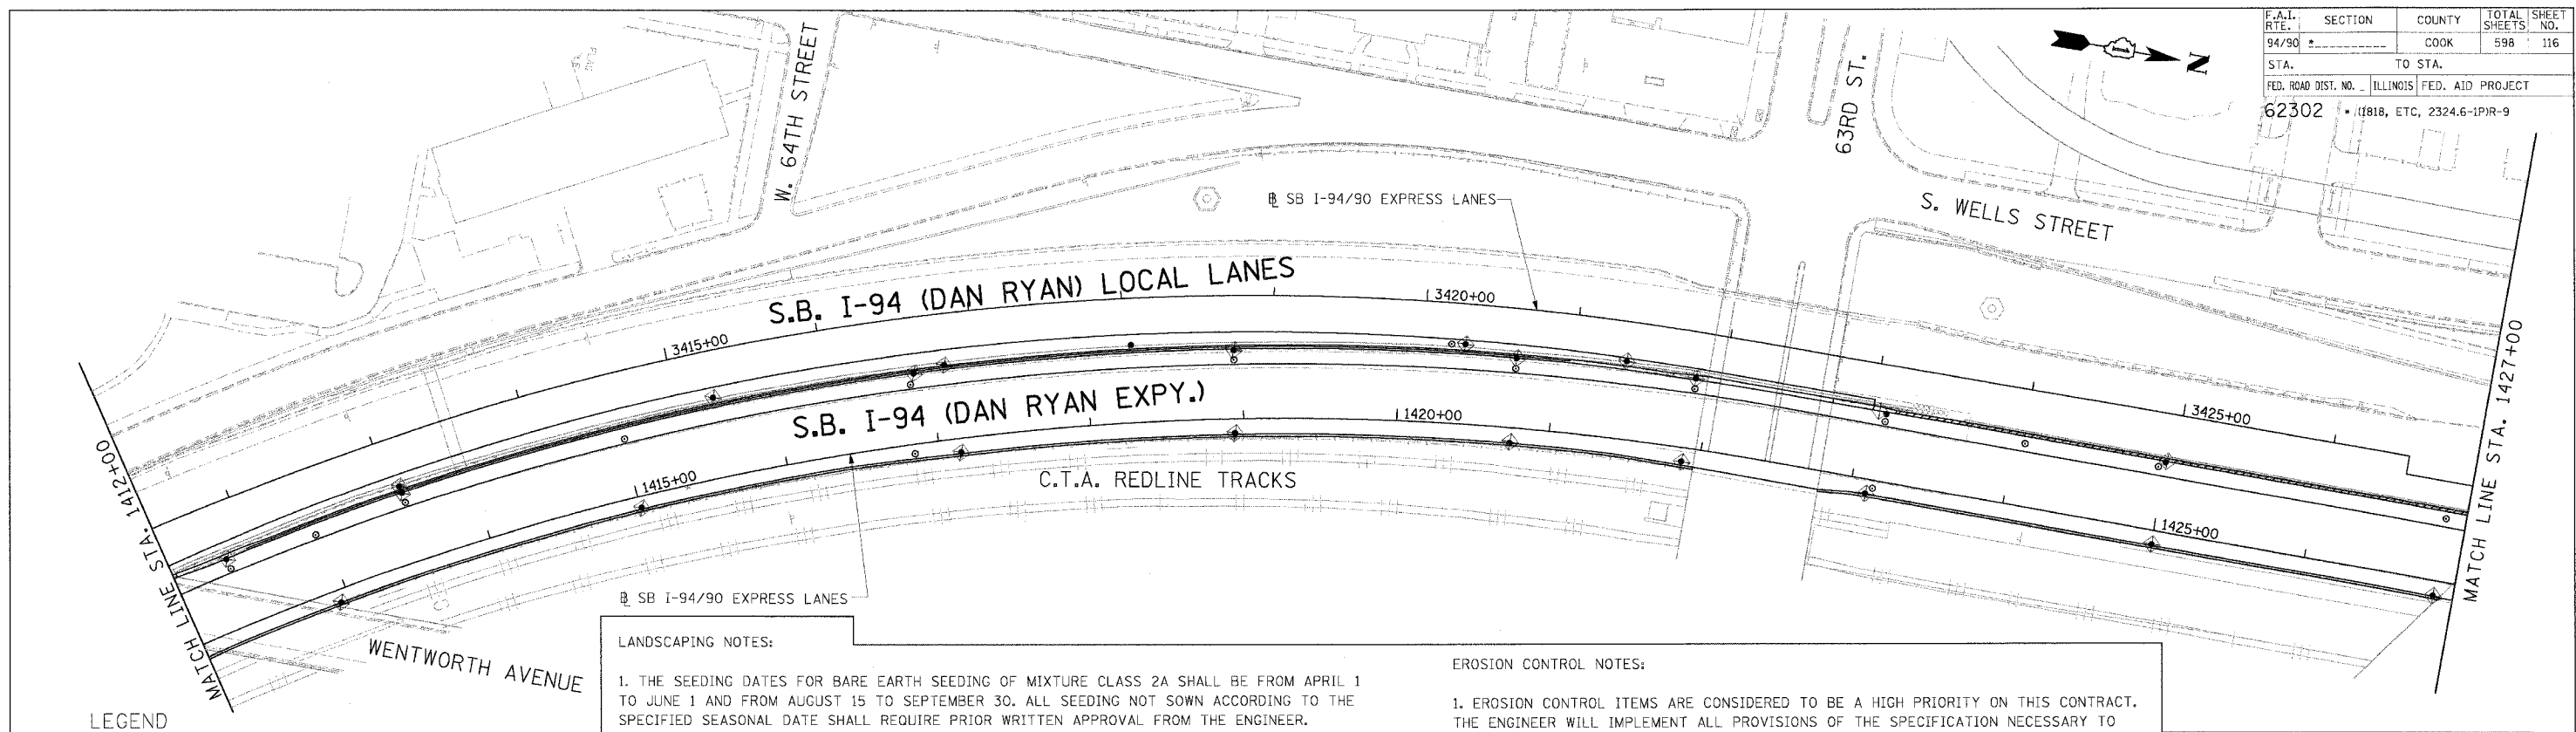 F.A.I. RTE. SECTION COUNTY TOTAL SHEETS SHEET NO.
94/90 * COOK 598 116
STA. TO STA.
FED. ROAD DIST. NO. _ ILLINOIS FED. AID PROJECT
62302 * (1818, ETC, 2324.6-1P)R-9
N
W. 64TH STREET
63RD ST.
S. WELLS STREET
℄ SB I-94/90 EXPRESS LANES
S.B. I-94 (DAN RYAN) LOCAL LANES
3415+00
3420+00
3425+00
S.B. I-94 (DAN RYAN EXPY.)
1415+00
1420+00
1425+00
C.T.A. REDLINE TRACKS
MATCH LINE STA. 1412+00
MATCH LINE STA. 1427+00
℄ SB I-94/90 EXPRESS LANES
WENTWORTH AVENUE
LEGEND
LANDSCAPING NOTES:
1. THE SEEDING DATES FOR BARE EARTH SEEDING OF MIXTURE CLASS 2A SHALL BE FROM APRIL 1
TO JUNE 1 AND FROM AUGUST 15 TO SEPTEMBER 30. ALL SEEDING NOT SOWN ACCORDING TO THE
SPECIFIED SEASONAL DATE SHALL REQUIRE PRIOR WRITTEN APPROVAL FROM THE ENGINEER.
EROSION CONTROL NOTES:
1. EROSION CONTROL ITEMS ARE CONSIDERED TO BE A HIGH PRIORITY ON THIS CONTRACT.
THE ENGINEER WILL IMPLEMENT ALL PROVISIONS OF THE SPECIFICATION NECESSARY TO